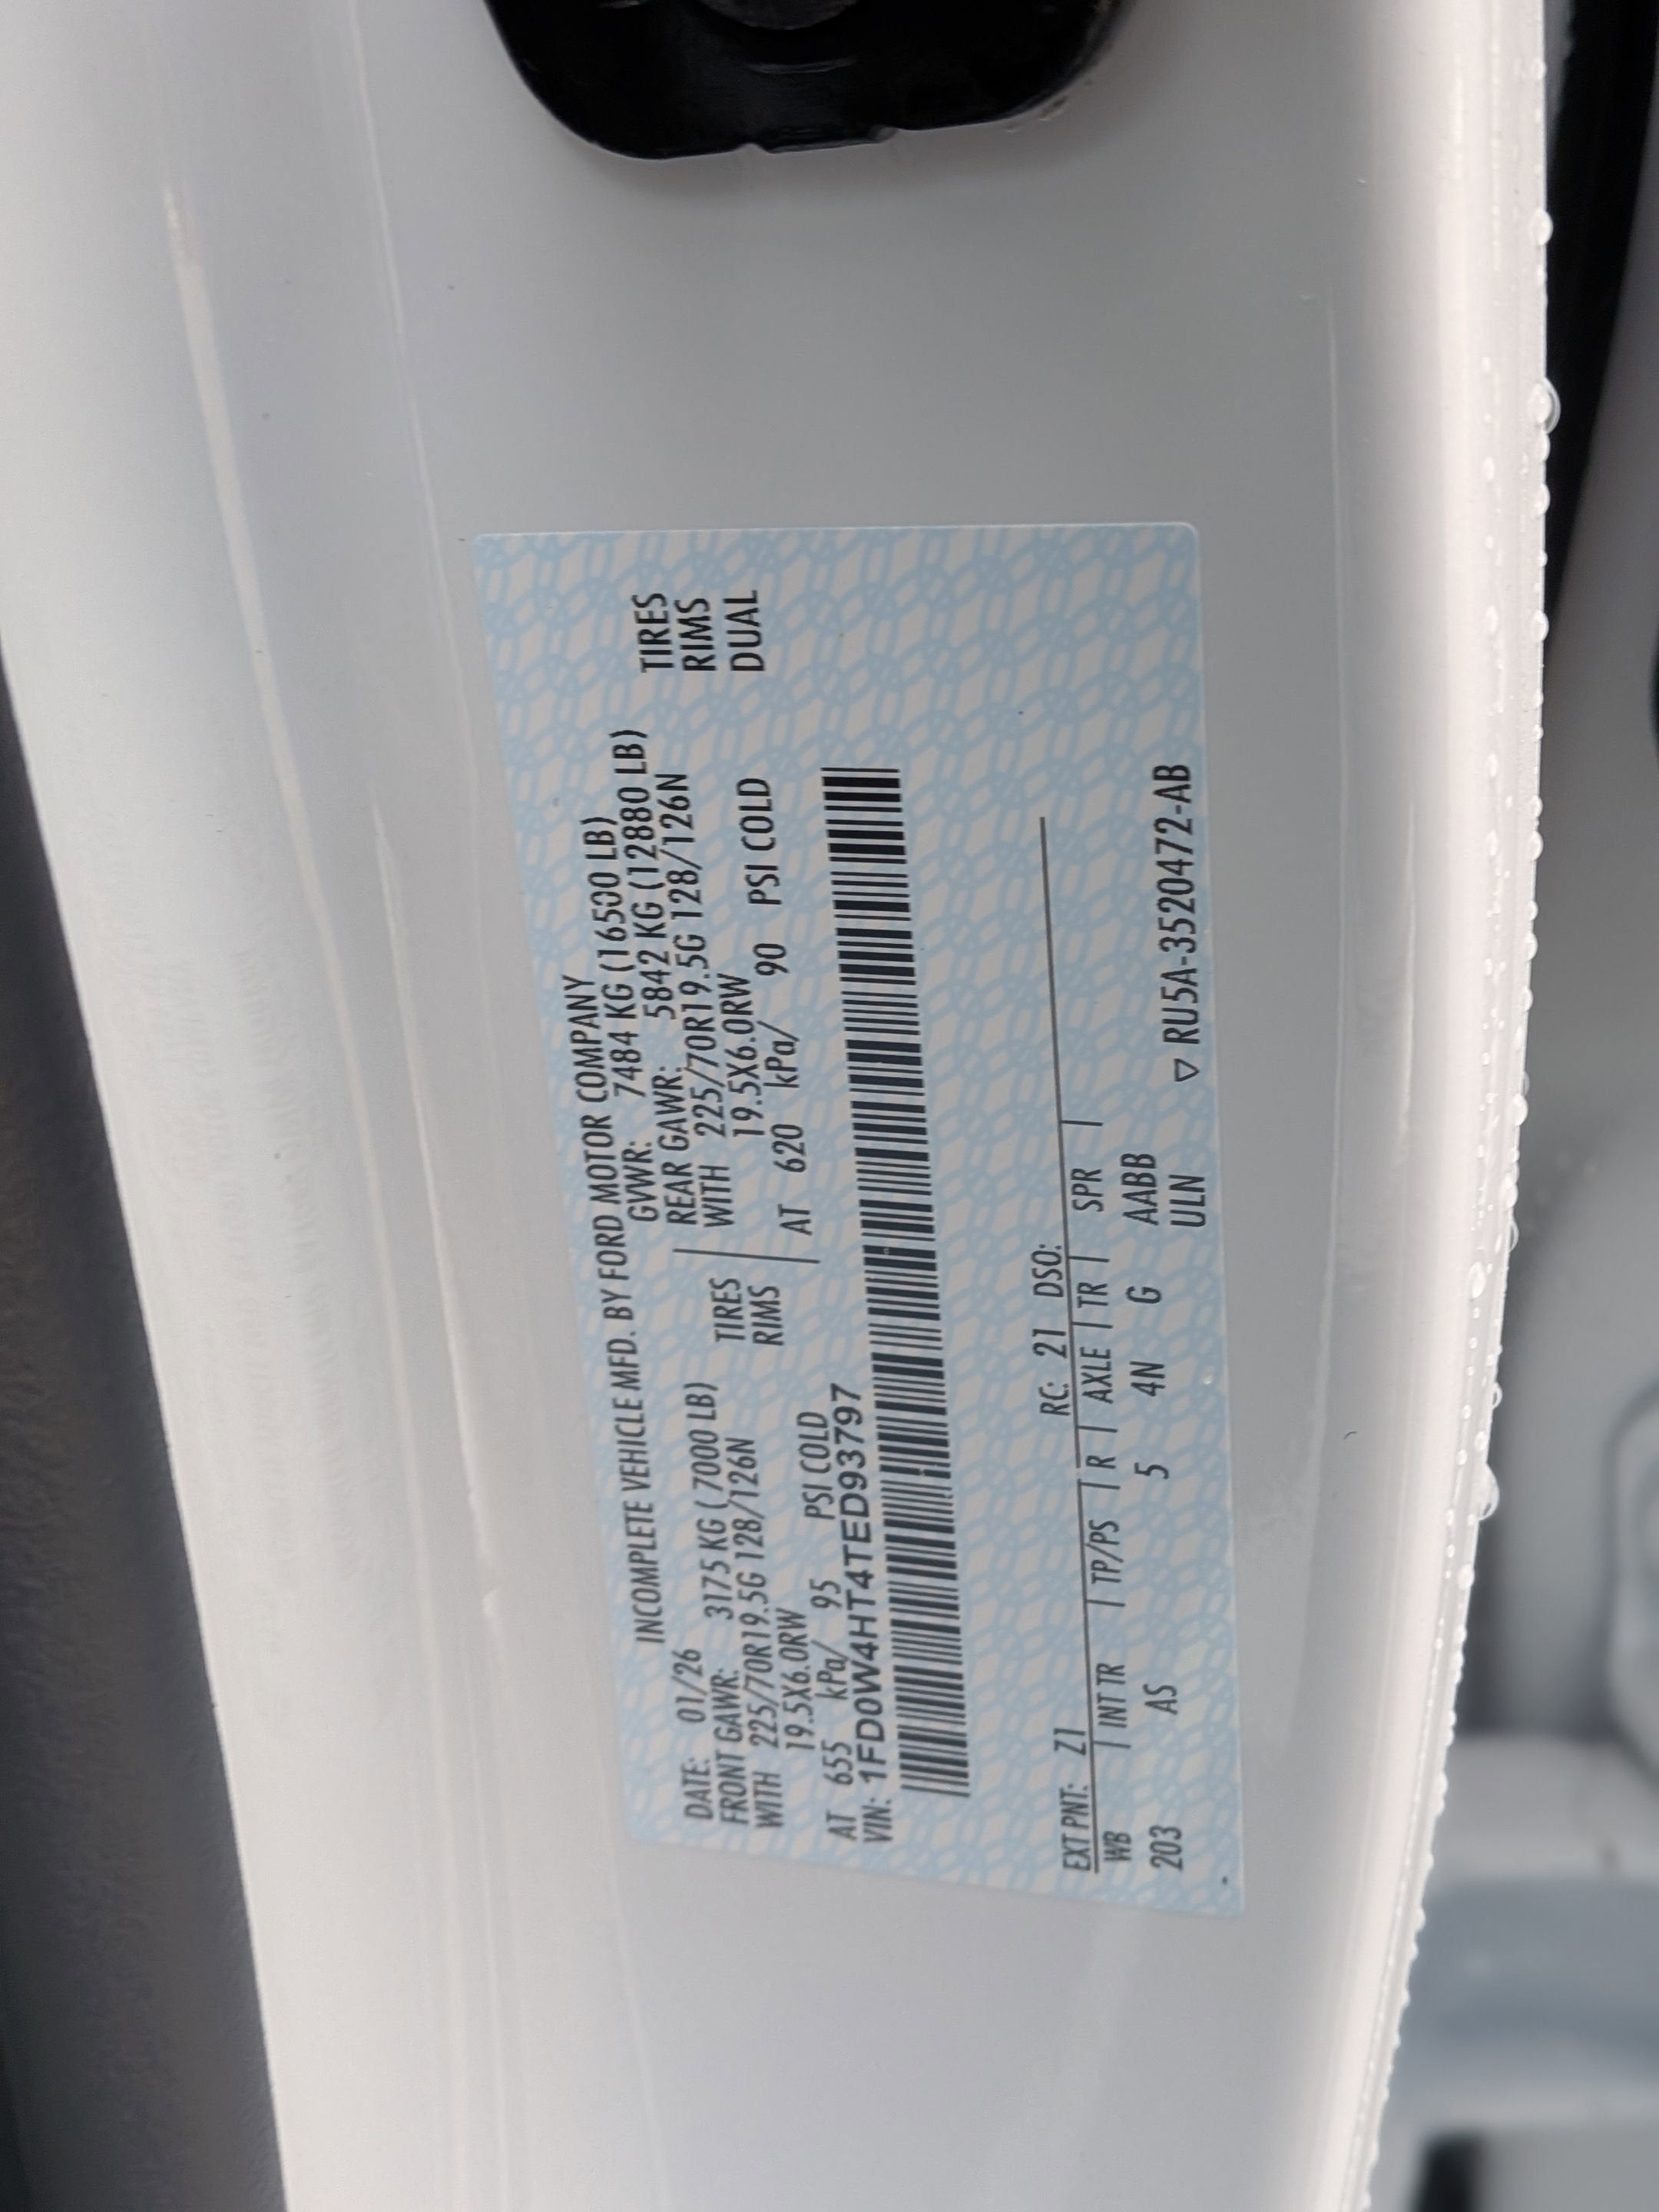 INCOMPLETE VEHICLE MFD. BY FORD MOTOR COMPANY
DATE: 01/26 GVWR: 7484 KG (16500 LB)
FRONT GAWR: 3175 KG (7000 LB) REAR GAWR: 5842 KG (12880 LB)
WITH 225/70R19.5G 128/126N TIRES WITH 225/70R19.5G 128/126N TIRES
19.5X6.0RW RIMS 19.5X6.0RW RIMS
AT 655 kPa/ 95 PSI COLD AT 620 kPa/ 90 PSI COLD DUAL
VIN: 1FD0W4HT4TED93797
EXT PNT: Z1 RC: 21 DSO:
WB | INT TR | TP/PS | R | AXLE | TR | SPR |
203 AS 5 4N G AABB
ULN ▽ RU5A-3520472-AB